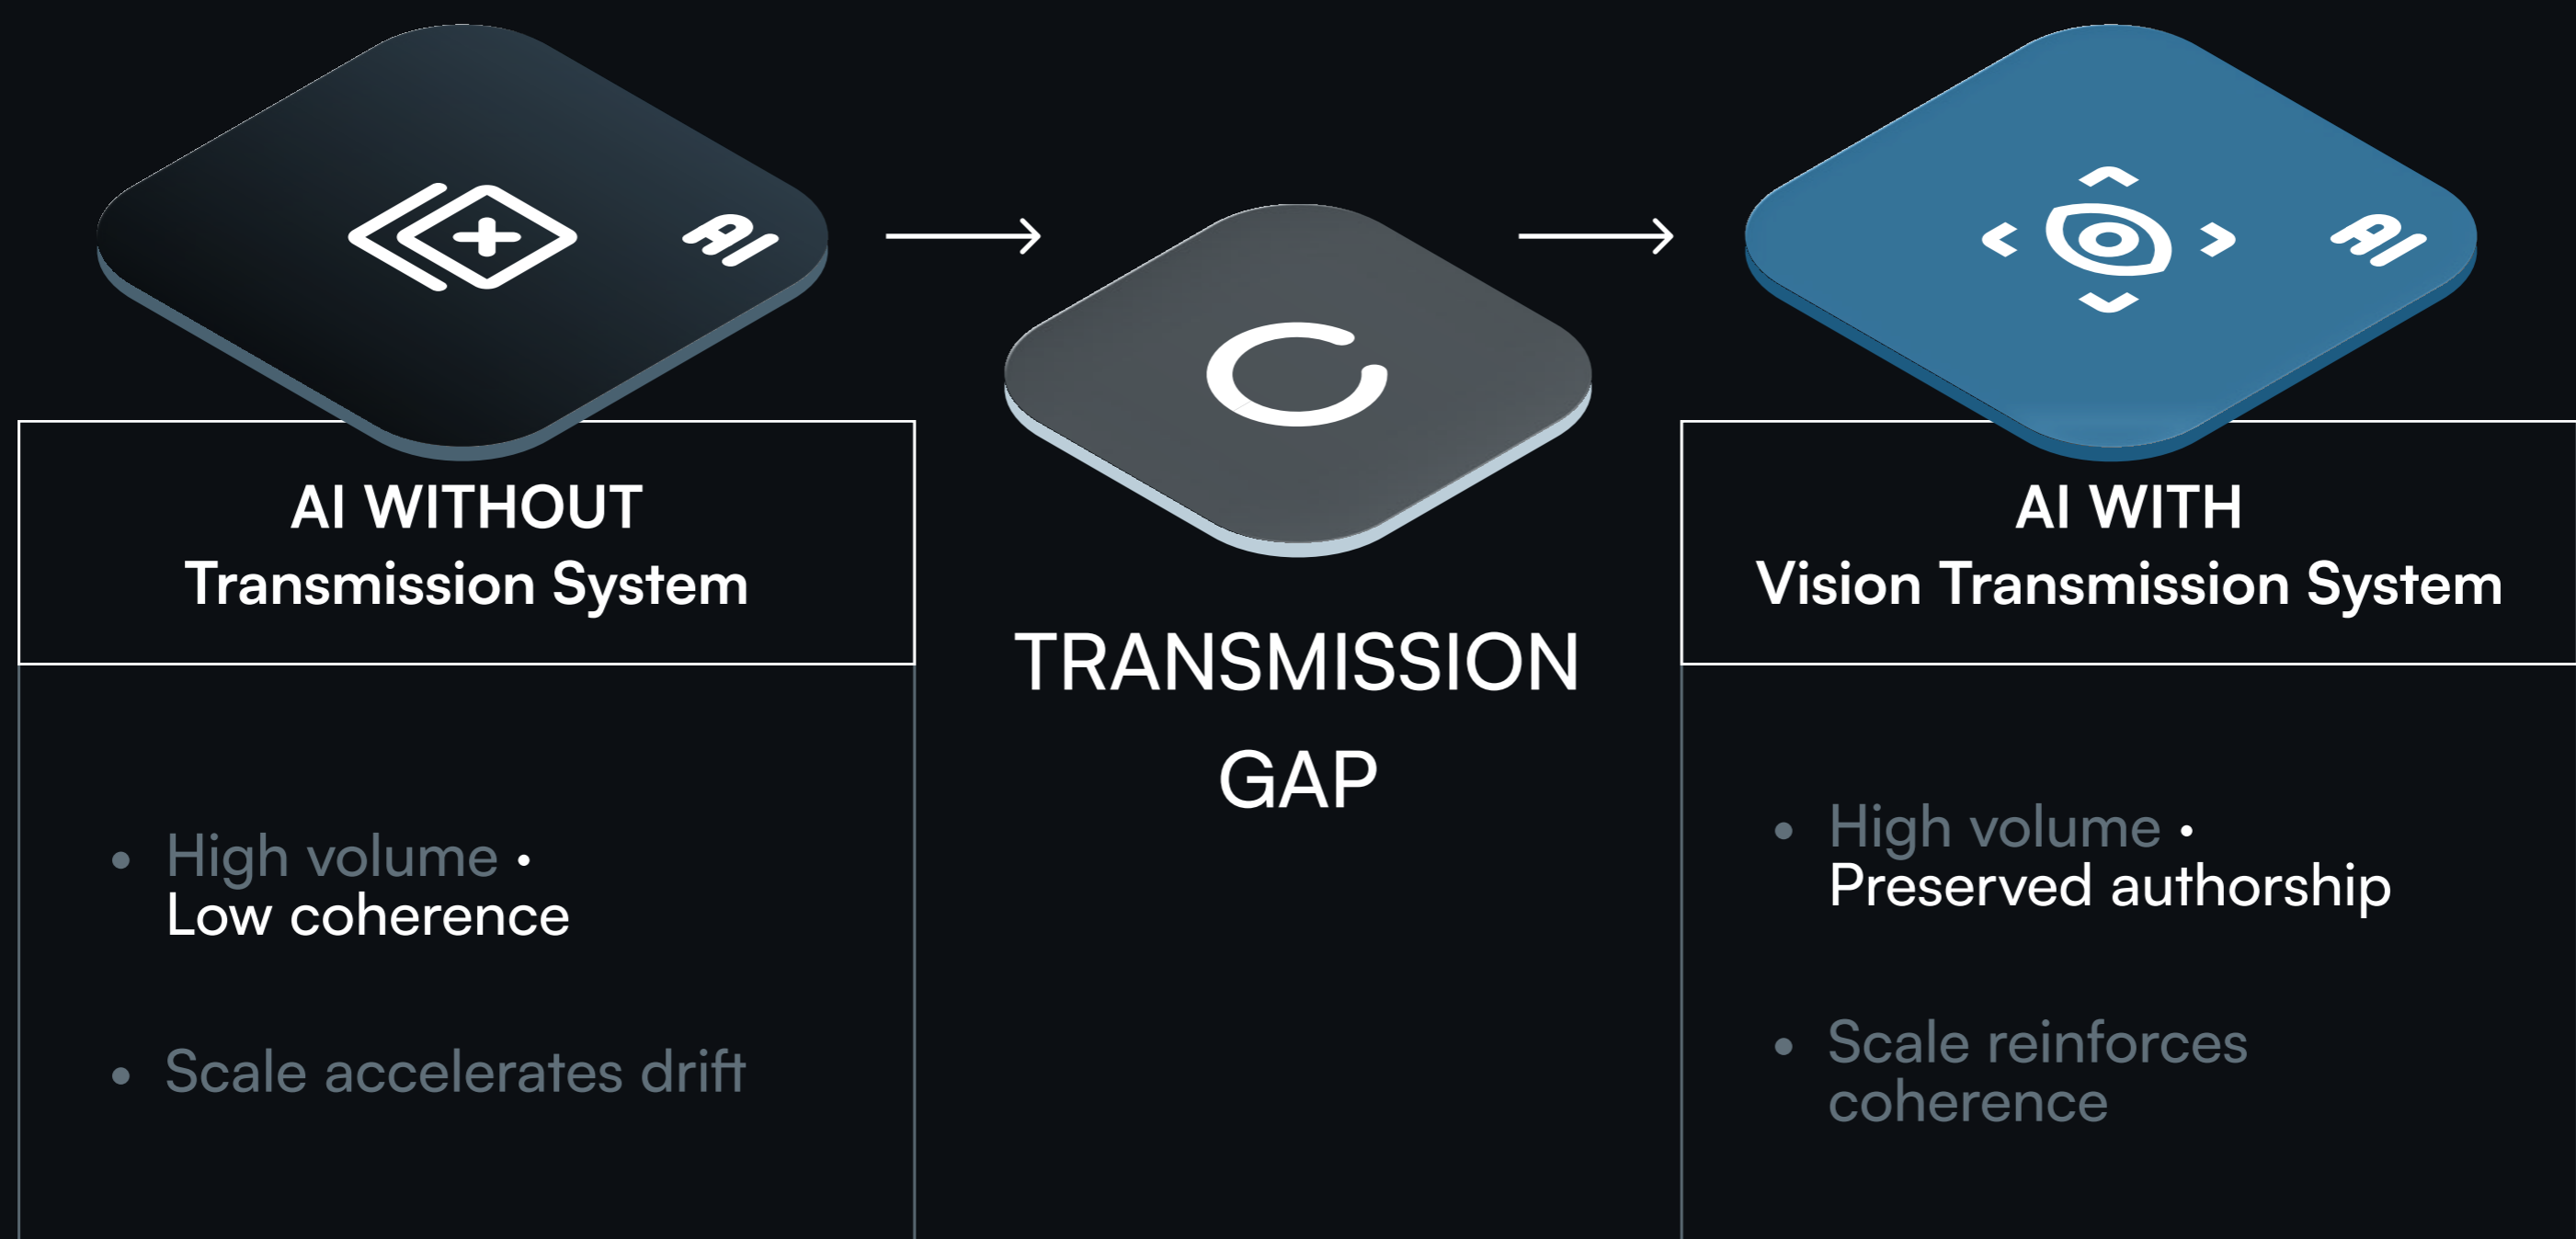 AI
AI
AI WITHOUT
Transmission System
TRANSMISSION
GAP
AI WITH
Vision Transmission System
• High volume •
Low coherence
• Scale accelerates drift
• High volume •
Preserved authorship
• Scale reinforces
coherence